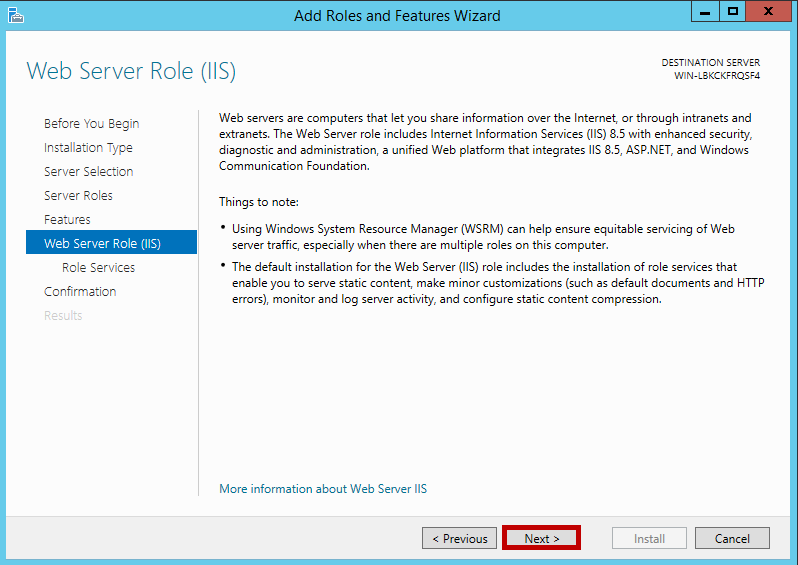 Add Roles and Features Wizard
Web Server Role (IIS)
DESTINATION SERVER
WIN-LBKCKFRQSF4
Before You Begin
Installation Type
Server Selection
Server Roles
Features
Web Server Role (IIS)
Role Services
Confirmation
Results
Web servers are computers that let you share information over the Internet, or through intranets and
extranets. The Web Server role includes Internet Information Services (IIS) 8.5 with enhanced security,
diagnostic and administration, a unified Web platform that integrates IIS 8.5, ASP.NET, and Windows
Communication Foundation.
Things to note:
• Using Windows System Resource Manager (WSRM) can help ensure equitable servicing of Web
server traffic, especially when there are multiple roles on this computer.
• The default installation for the Web Server (IIS) role includes the installation of role services that
enable you to serve static content, make minor customizations (such as default documents and HTTP
errors), monitor and log server activity, and configure static content compression.
More information about Web Server IIS
< Previous
Next >
Install
Cancel